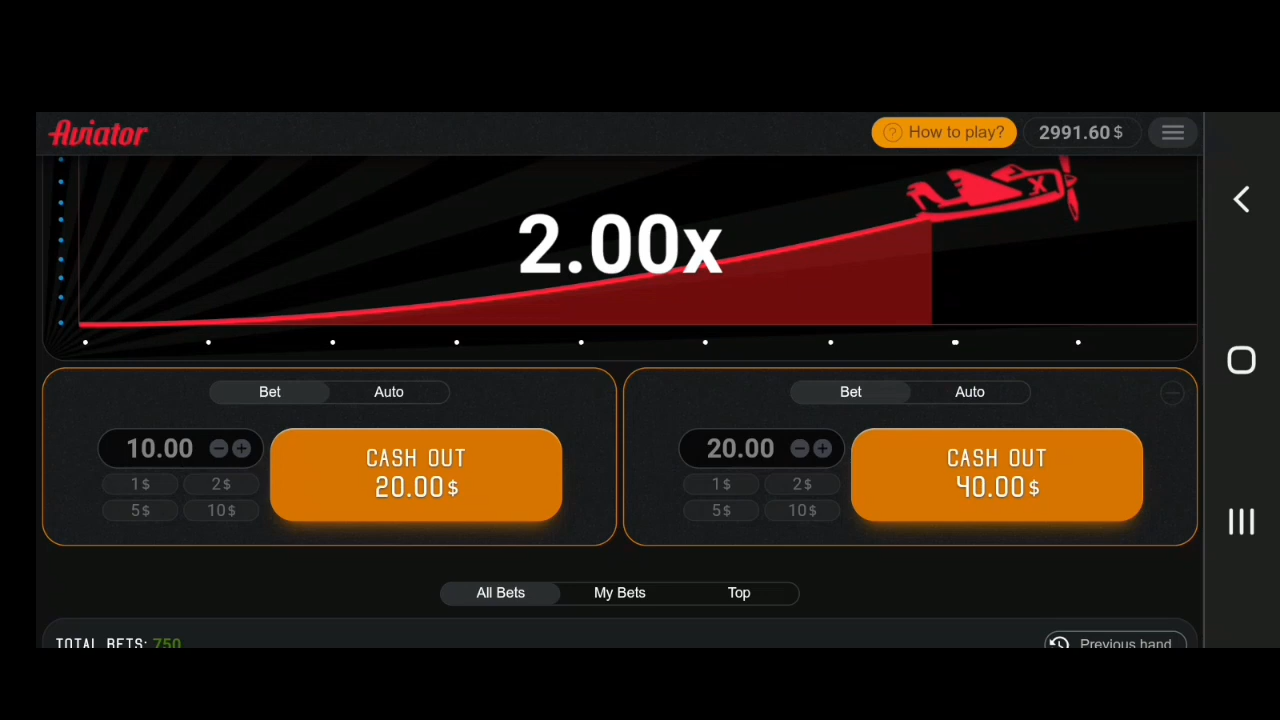 Aviator
? How to play?
2991.60 $
X
2.00x
Bet Auto
10.00
1$ 2$
5$ 10$
CASH OUT
20.00$
Bet Auto
20.00
1$ 2$
5$ 10$
CASH OUT
40.00$
All Bets My Bets Top
TOTAL BETS: 750
Previous hand